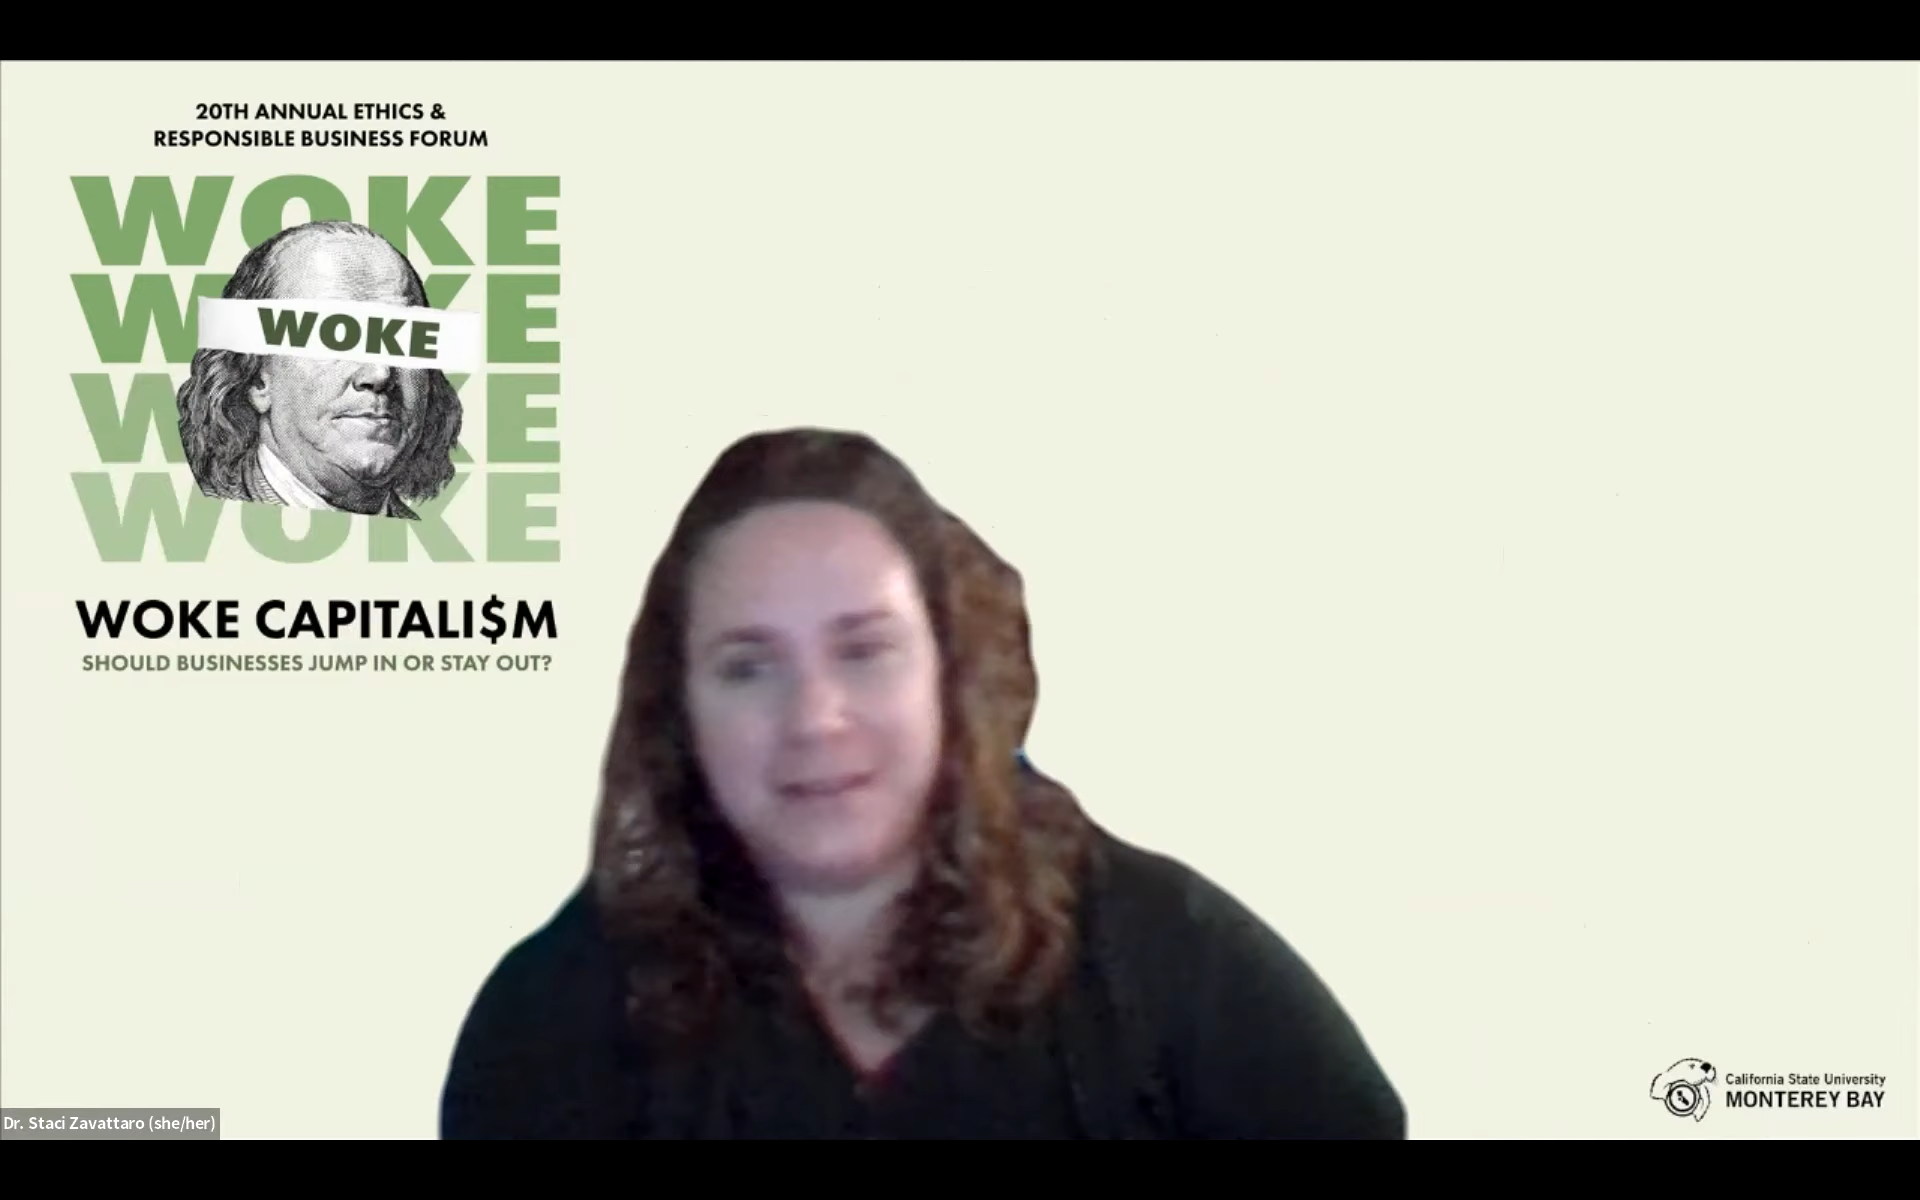 20TH ANNUAL ETHICS &
RESPONSIBLE BUSINESS FORUM
WOKE
WOKE
WOKE
WOKE
WOKE
WOKE CAPITALI$M
SHOULD BUSINESSES JUMP IN OR STAY OUT?
Dr. Staci Zavattaro (she/her)
California State University
MONTEREY BAY